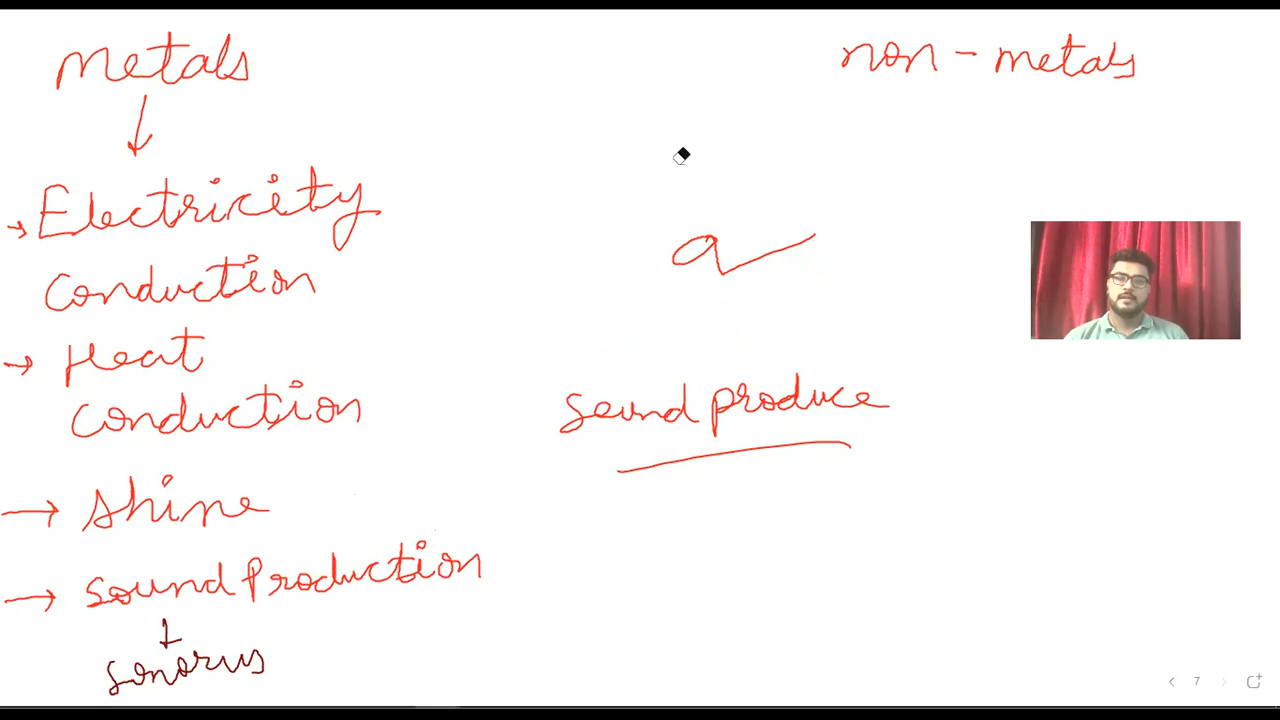 metals
non-metals
Electricity
conduction
Heat
conduction
sound produce
shine
sound production
sonorus
7